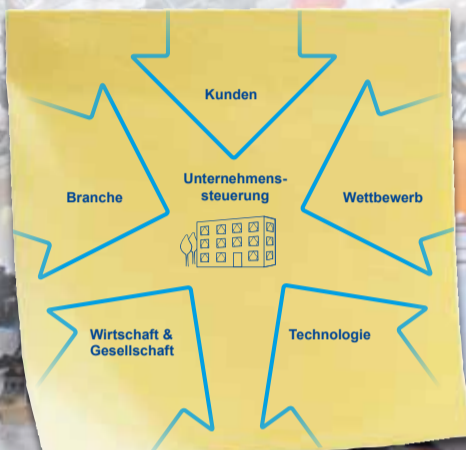 Kunden
Unternehmens-
steuerung
Branche
Wettbewerb
Wirtschaft &
Gesellschaft
Technologie